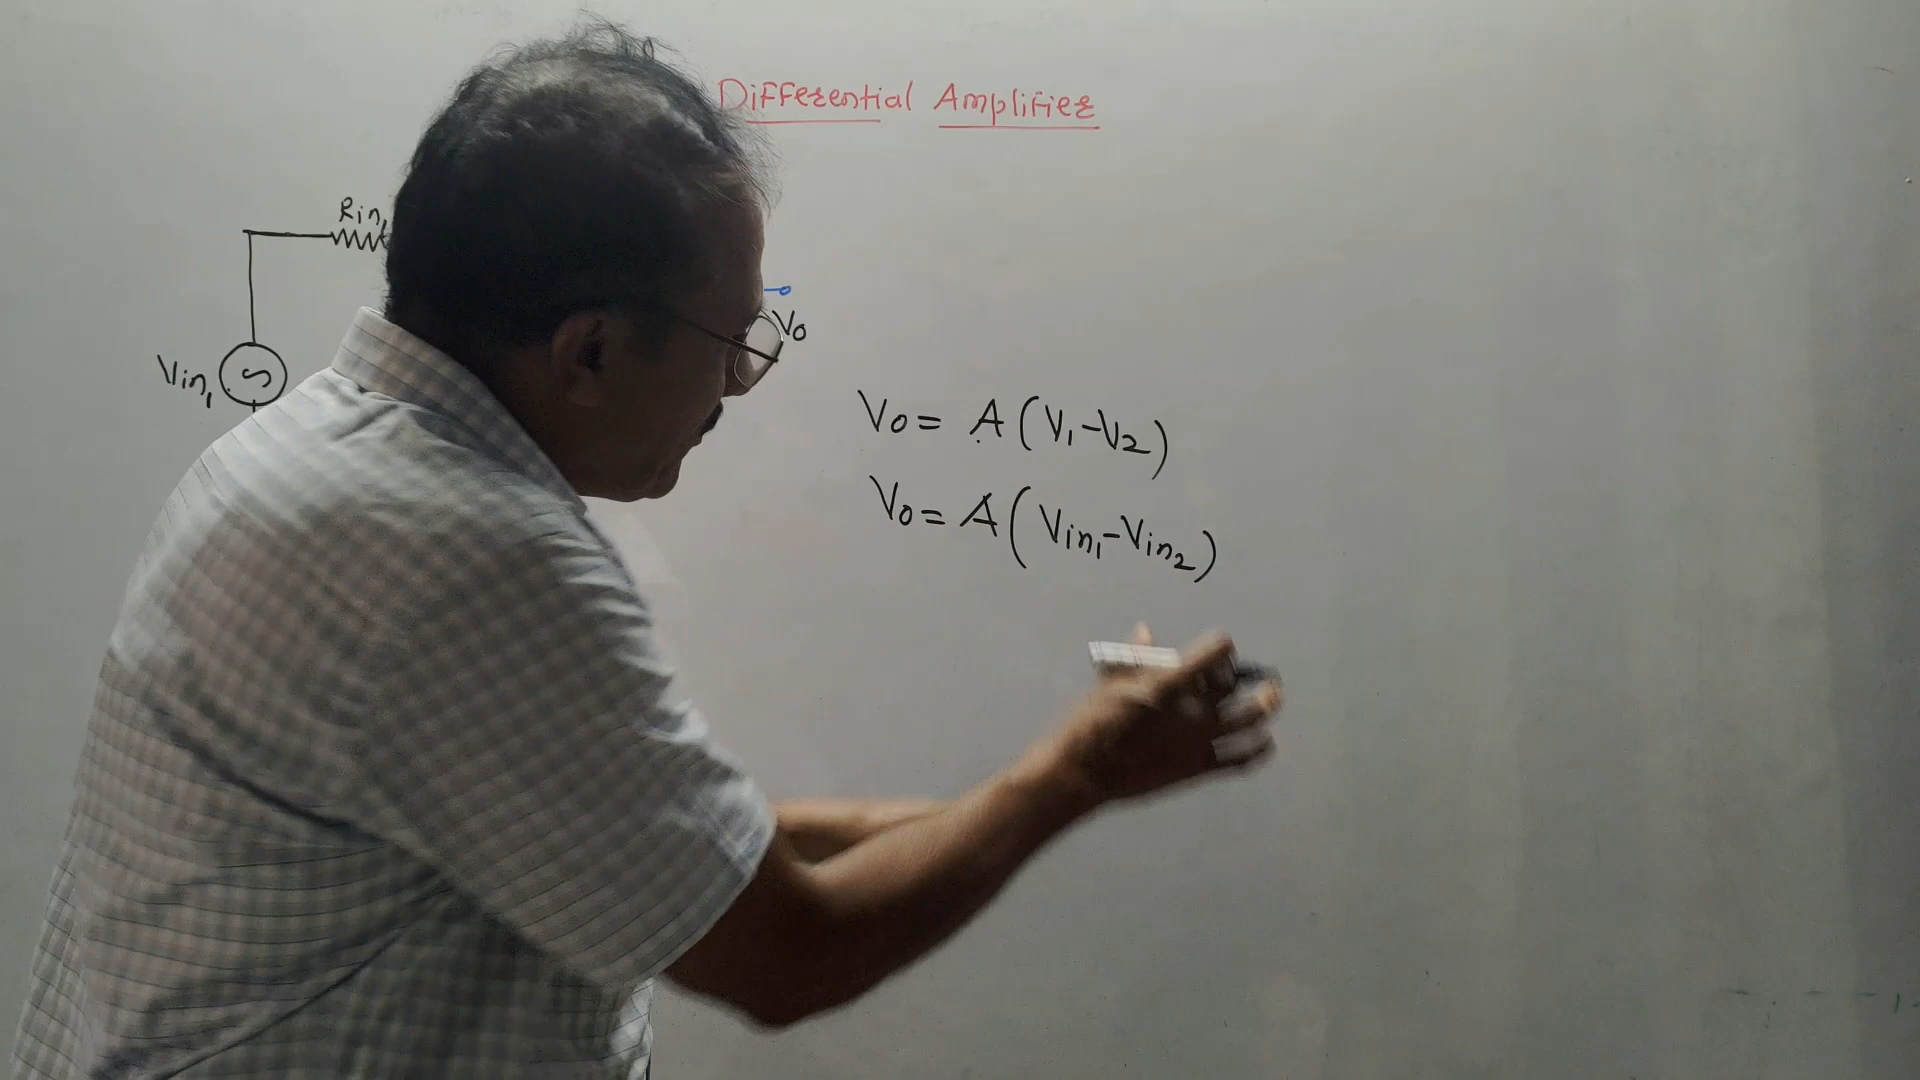 Differential Amplifier
Rin1
Vo
Vin1
Vo = A (V1-V2)
Vo = A (Vin1-Vin2)